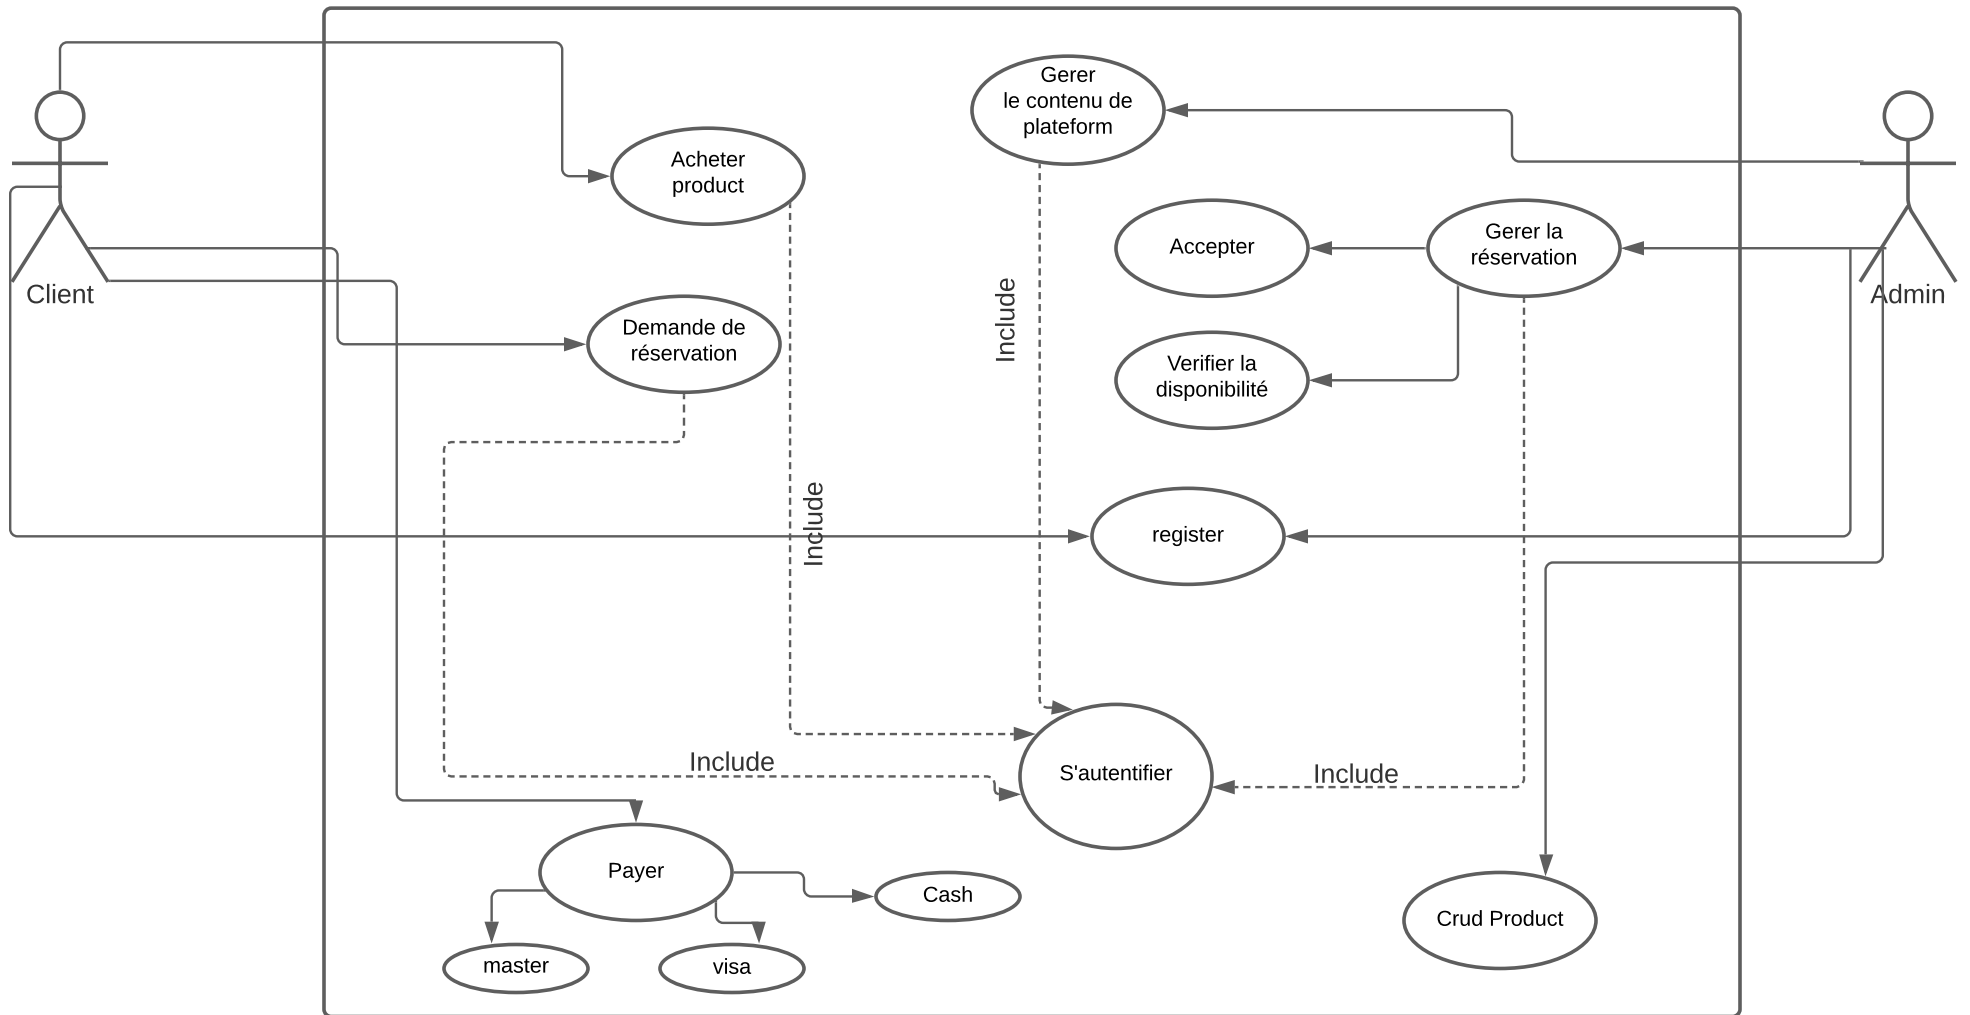 Gerer
le contenu de
plateform
Acheter
product
Accepter
Gerer la
réservation
Client
Admin
Demande de
réservation
Include
Verifier la
disponibilité
Include
register
Include
S'autentifier
Include
Payer
Cash
Crud Product
master
visa